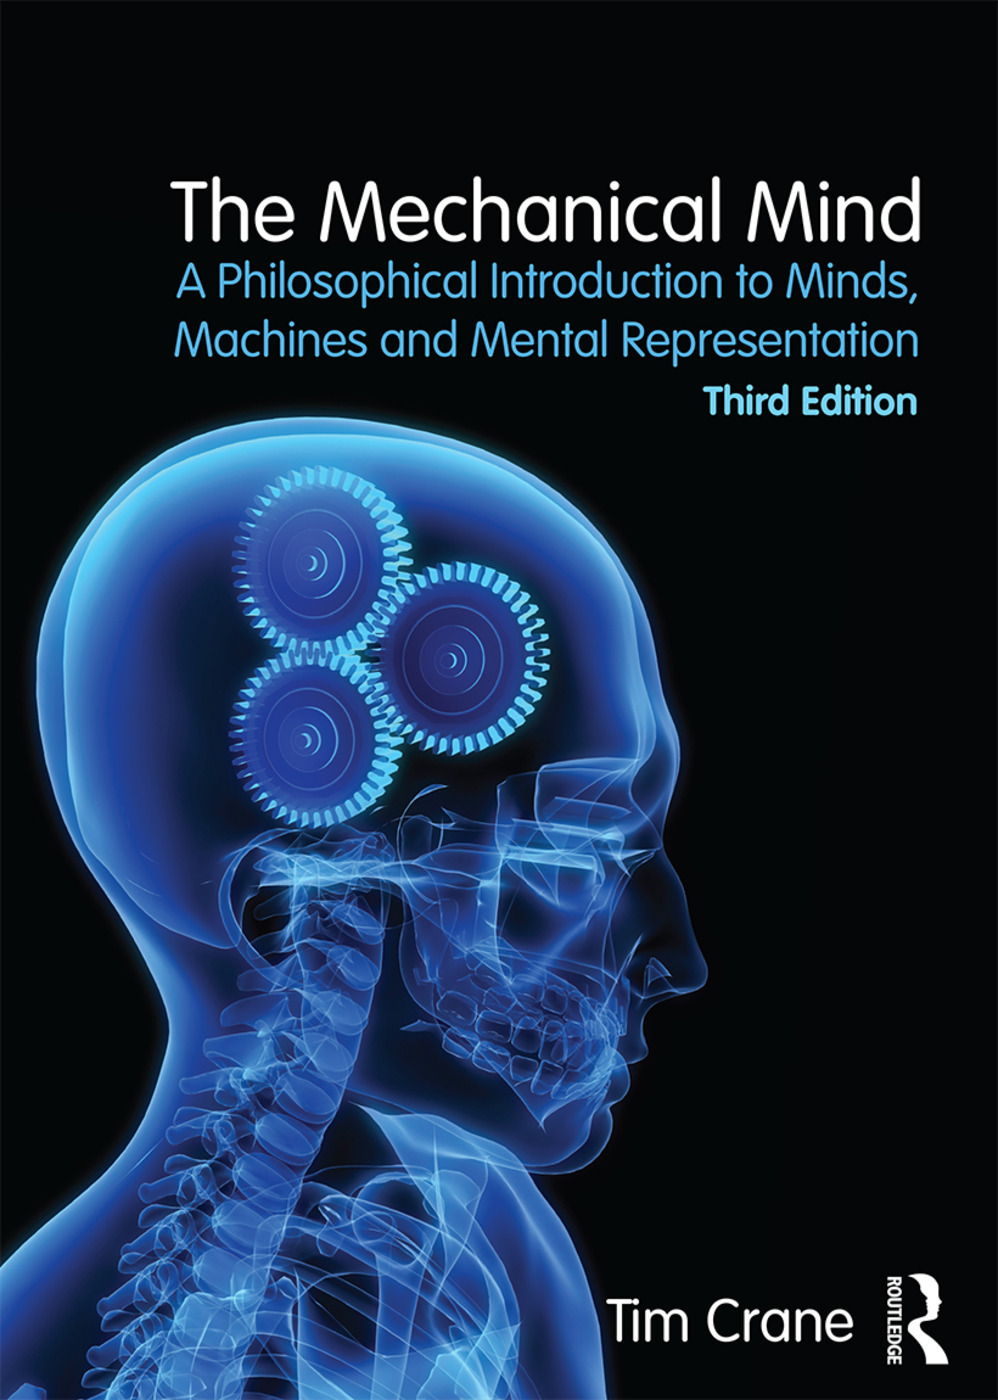 The Mechanical Mind
A Philosophical Introduction to Minds,
Machines and Mental Representation
Third Edition
Tim Crane
ROUTLEDGE